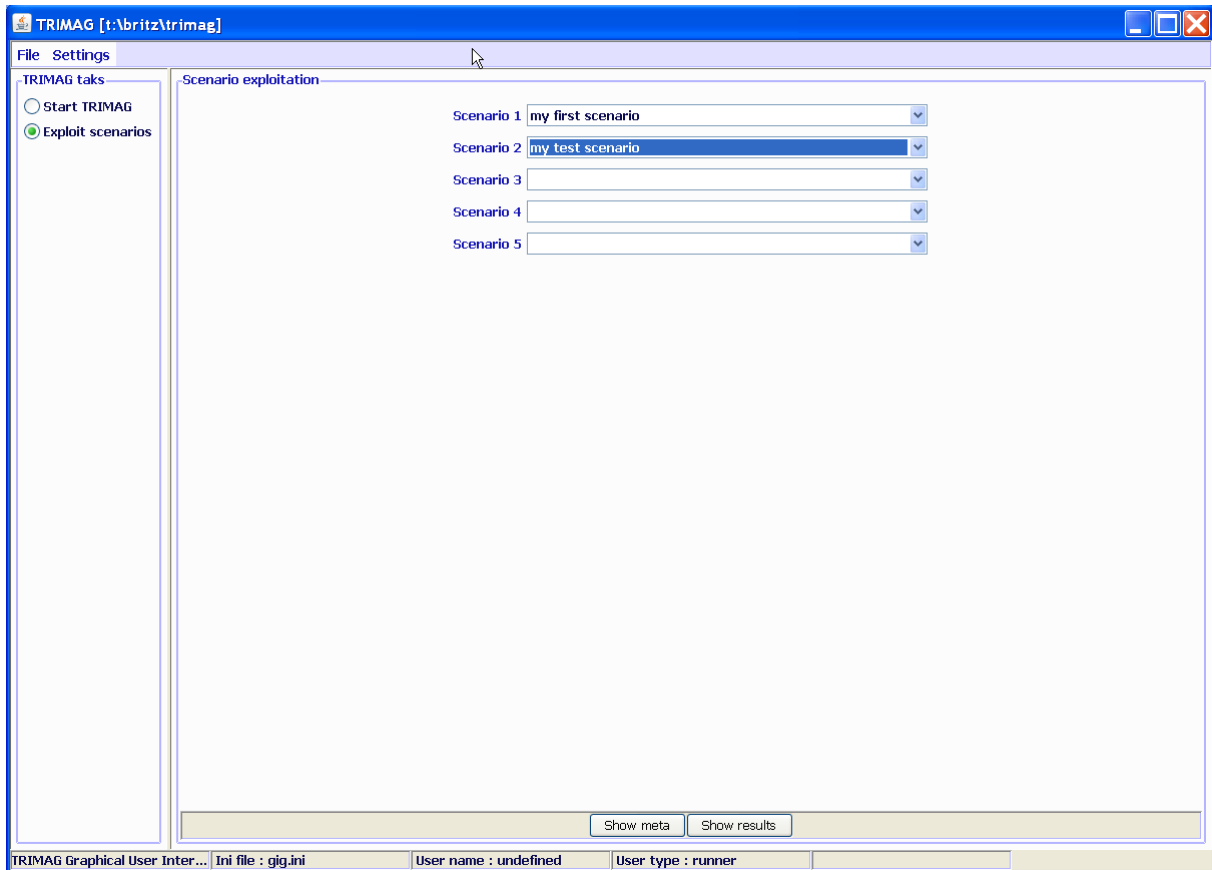 TRIMAG [t:\britz\trimag]
File Settings
TRIMAG taks
Start TRIMAG
Exploit scenarios
Scenario exploitation
Scenario 1 my first scenario
Scenario 2 my test scenario
Scenario 3
Scenario 4
Scenario 5
Show meta Show results
TRIMAG Graphical User Inter... Ini file : gig.ini User name : undefined User type : runner